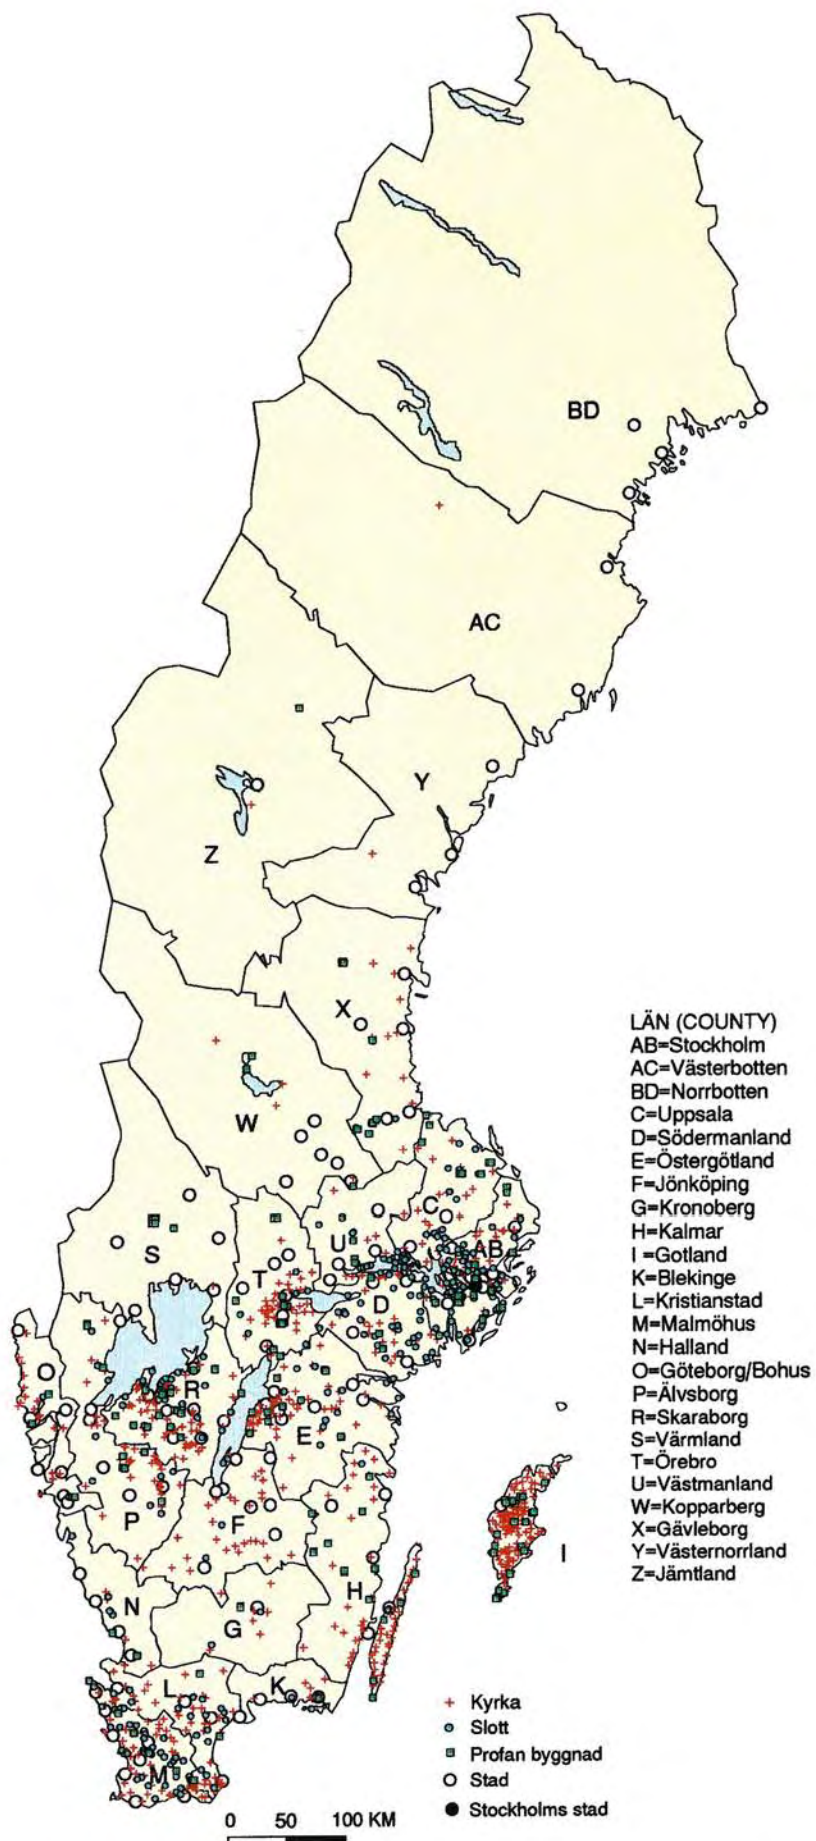 BD
AC
Y
Z
X
W
C
S
U
AB
T
D
R
E
P
F
I
H
N
G
L
K
M
LÄN (COUNTY)
AB=Stockholm
AC=Västerbotten
BD=Norrbotten
C=Uppsala
D=Södermanland
E=Östergötland
F=Jönköping
G=Kronoberg
H=Kalmar
I =Gotland
K=Blekinge
L=Kristianstad
M=Malmöhus
N=Halland
O=Göteborg/Bohus
P=Älvsborg
R=Skaraborg
S=Värmland
T=Örebro
U=Västmanland
W=Kopparberg
X=Gävleborg
Y=Västernorrland
Z=Jämtland
Kyrka
Slott
Profan byggnad
Stad
Stockholms stad
0 50 100 KM